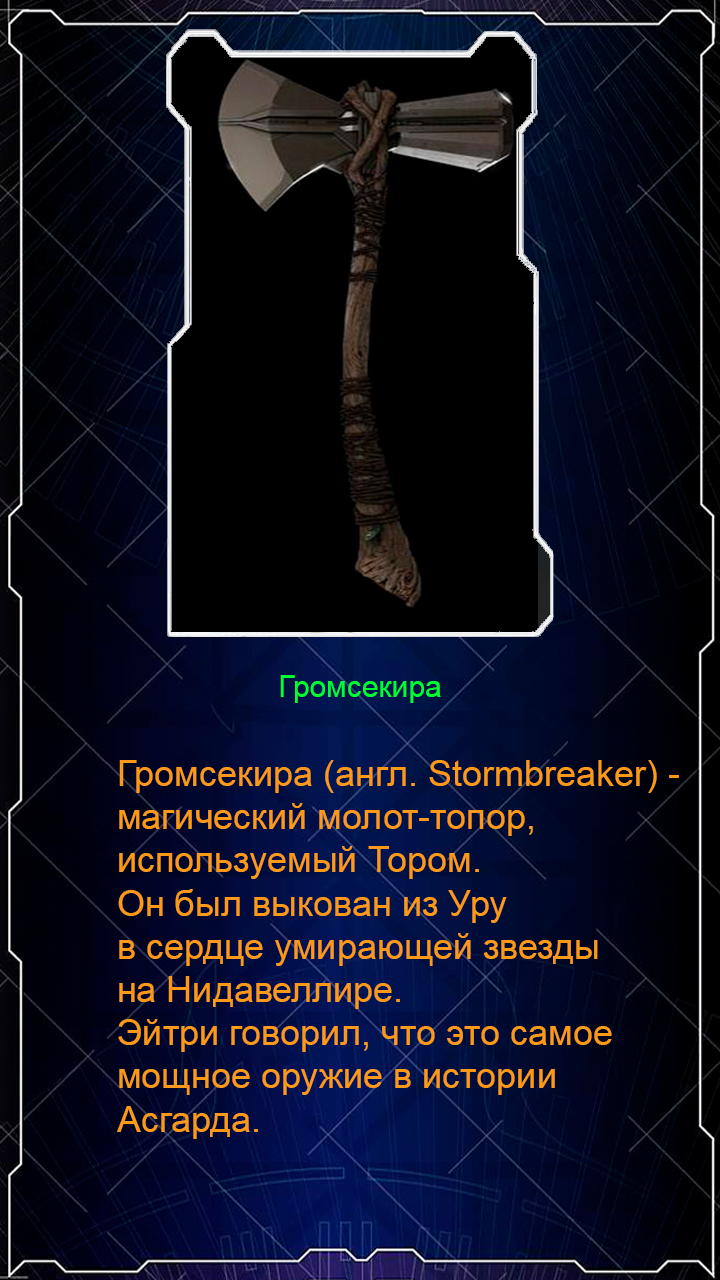 Громсекира
Громсекира (англ. Stormbreaker) -
магический молот-топор,
используемый Тором.
Он был выкован из Уру
в сердце умирающей звезды
на Нидавеллире.
Эйтри говорил, что это самое
мощное оружие в истории
Асгарда.